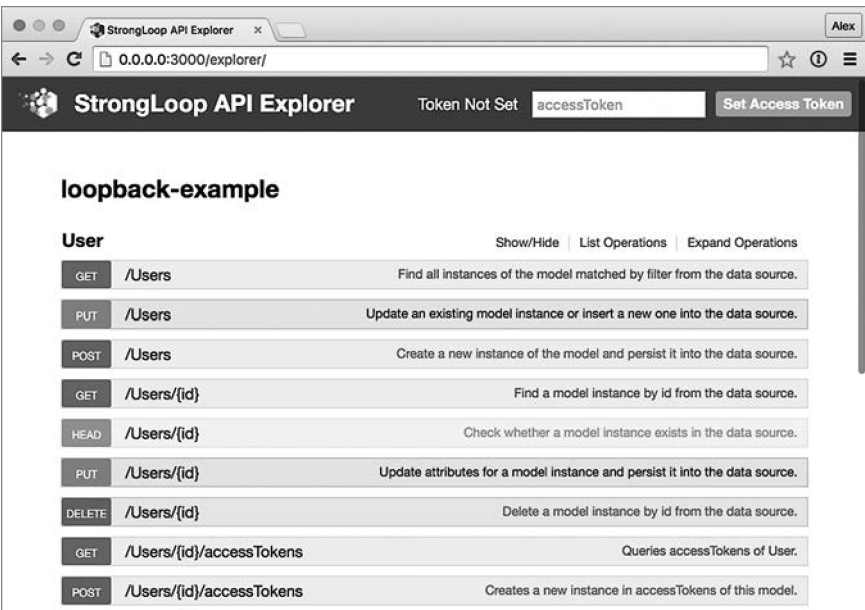 StrongLoop API Explorer ×
Alex
0.0.0.0:3000/explorer/
StrongLoop API Explorer Token Not Set accessToken Set Access Token
loopback-example
User Show/Hide List Operations Expand Operations
GET /Users Find all instances of the model matched by filter from the data source.
PUT /Users Update an existing model instance or insert a new one into the data source.
POST /Users Create a new instance of the model and persist it into the data source.
GET /Users/{id} Find a model instance by id from the data source.
HEAD /Users/{id} Check whether a model instance exists in the data source.
PUT /Users/{id} Update attributes for a model instance and persist it into the data source.
DELETE /Users/{id} Delete a model instance by id from the data source.
GET /Users/{id}/accessTokens Queries accessTokens of User.
POST /Users/{id}/accessTokens Creates a new instance in accessTokens of this model.